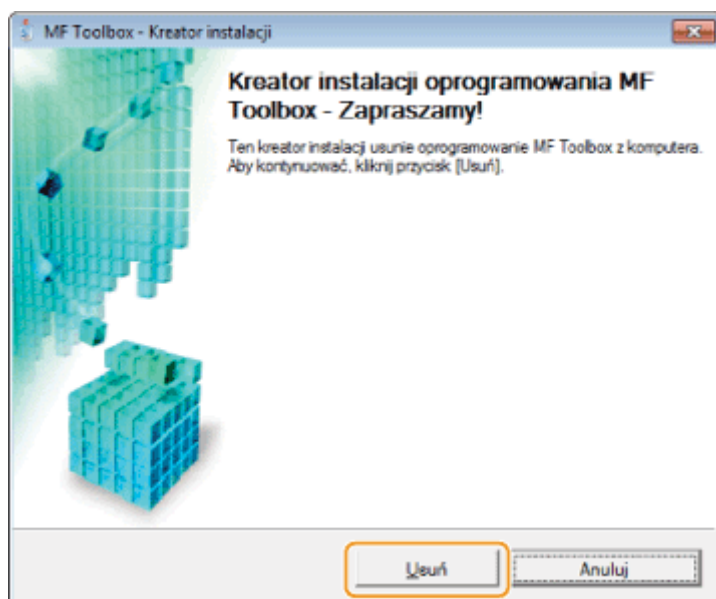 MF Toolbox - Kreator instalacji
Kreator instalacji oprogramowania MF
Toolbox - Zapraszamy!
Ten kreator instalacji usunie oprogramowanie MF Toolbox z komputera.
Aby kontynuować, kliknij przycisk [Usuń].
Usuń
Anuluj